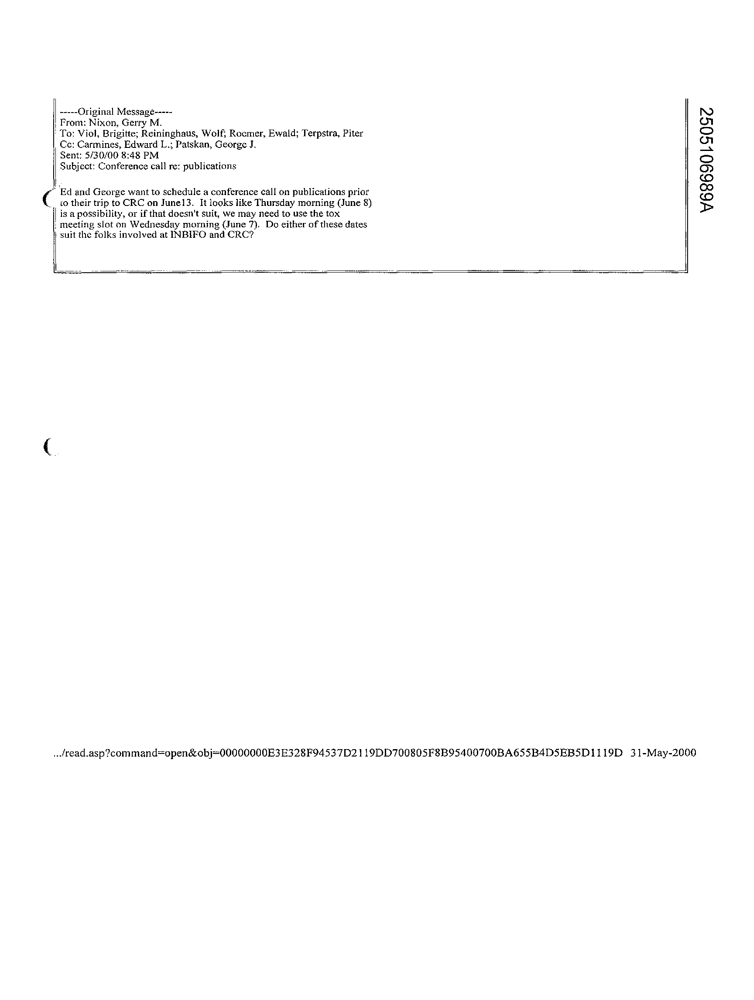 -----Original Message-----
From: Nixon, Gerry M.
To: Viol, Brigitte; Reininghaus, Wolf; Roemer, Ewald; Terpstra, Piter
Cc: Carmines, Edward L.; Patskan, George J.
Sent: 5/30/00 8:48 PM
Subject: Conference call re: publications
Ed and George want to schedule a conference call on publications prior
to their trip to CRC on June13. It looks like Thursday morning (June 8)
is a possibility, or if that doesn't suit, we may need to use the tox
meeting slot on Wednesday morning (June 7). Do either of these dates
suit the folks involved at INBIFO and CRC?
2505106989A
.../read.asp?command=open&obj=00000000E3E328F94537D2119DD700805F8B95400700BA655B4D5EB5D1119D 31-May-2000